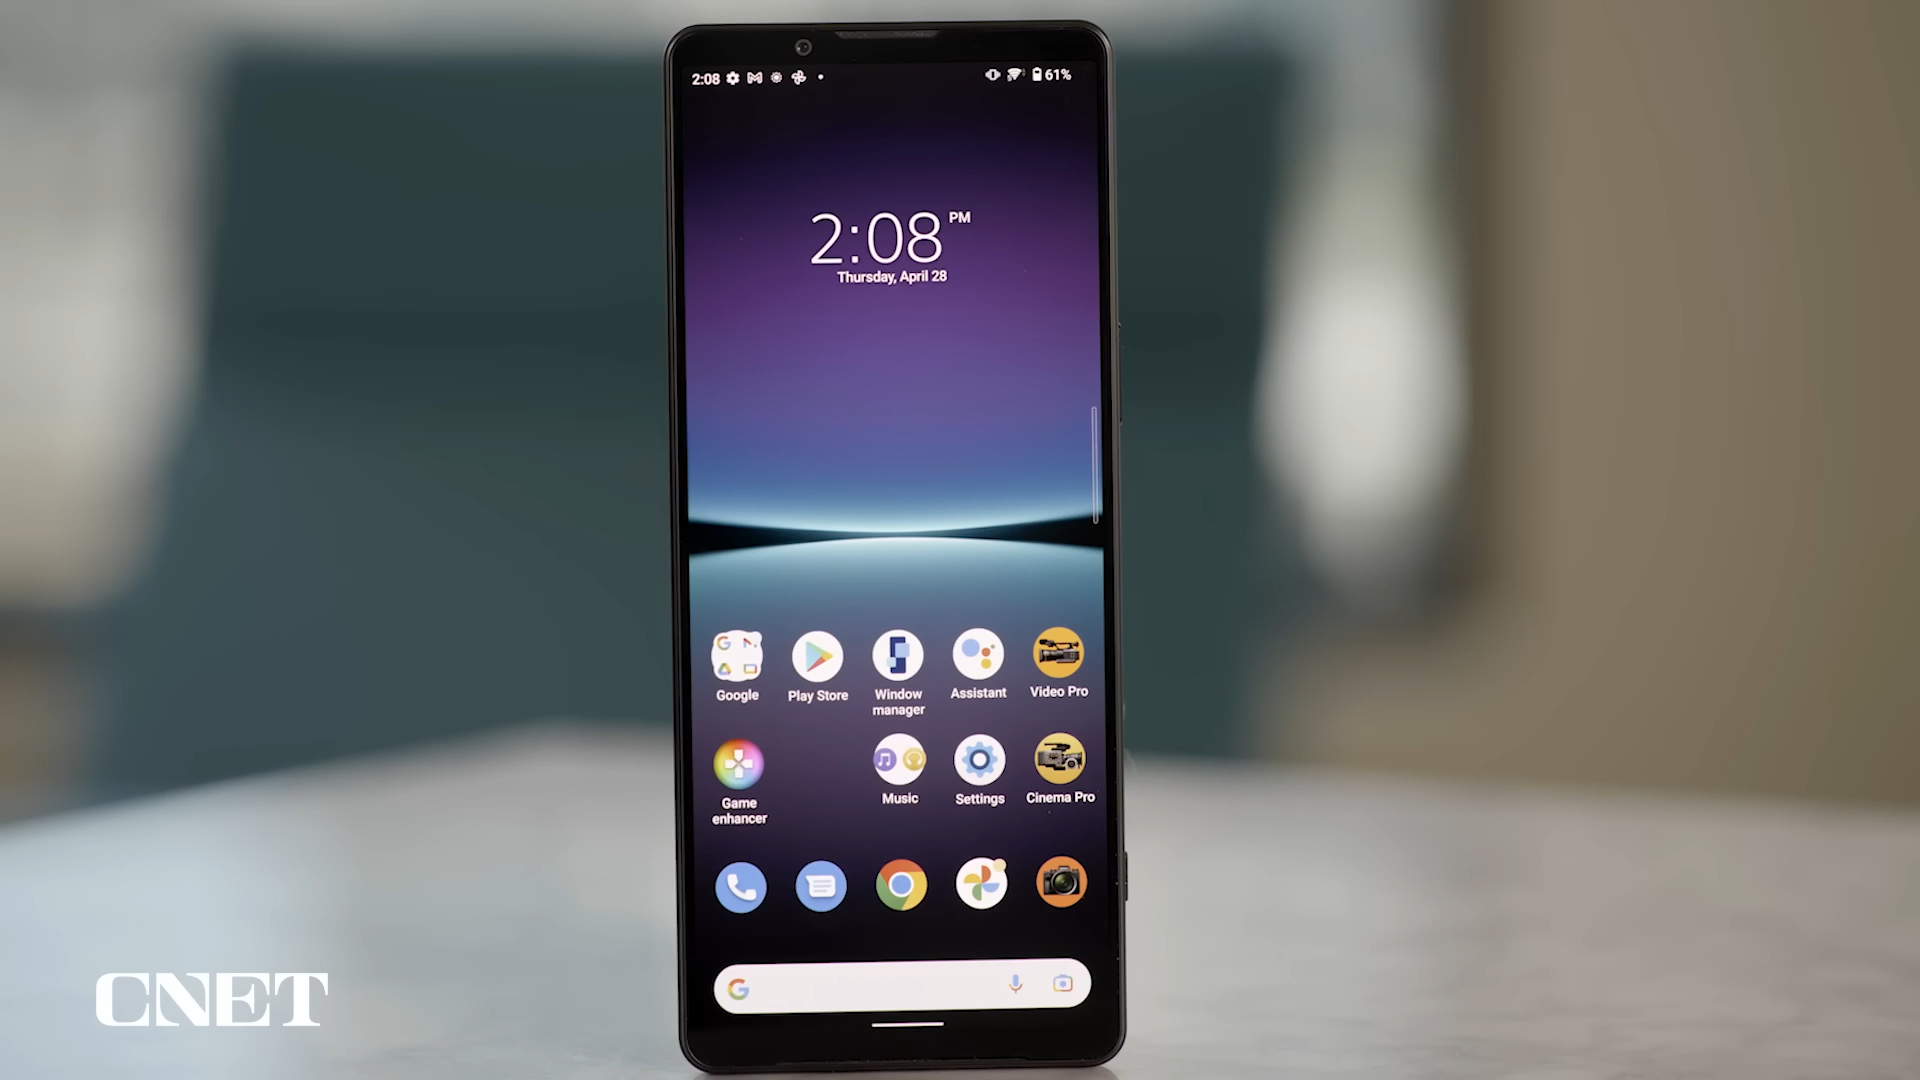 2:08
61%
2:08 PM
Thursday, April 28
Google
Play Store
Window
manager
Assistant
Video Pro
Game
enhancer
Music
Settings
Cinema Pro
CNET